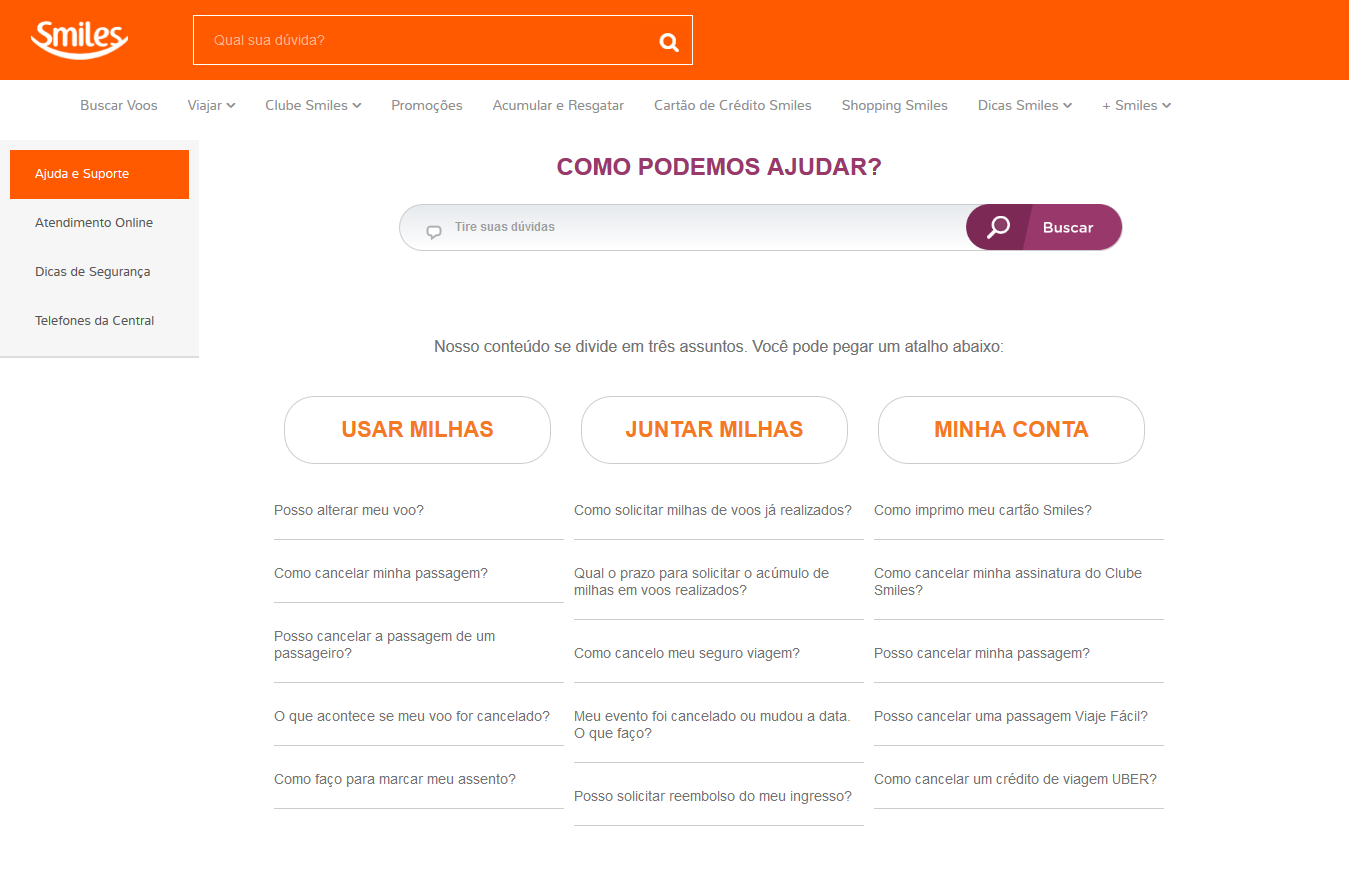 Smiles
Qual sua dúvida?
Buscar Voos Viajar Clube Smiles Promoções Acumular e Resgatar Cartão de Crédito Smiles Shopping Smiles Dicas Smiles + Smiles
Ajuda e Suporte
Atendimento Online
Dicas de Segurança
Telefones da Central
COMO PODEMOS AJUDAR?
Tire suas dúvidas
Buscar
Nosso conteúdo se divide em três assuntos. Você pode pegar um atalho abaixo:
USAR MILHAS
Posso alterar meu voo?
Como cancelar minha passagem?
Posso cancelar a passagem de um
passageiro?
O que acontece se meu voo for cancelado?
Como faço para marcar meu assento?
JUNTAR MILHAS
Como solicitar milhas de voos já realizados?
Qual o prazo para solicitar o acúmulo de
milhas em voos realizados?
Como cancelo meu seguro viagem?
Meu evento foi cancelado ou mudou a data.
O que faço?
Posso solicitar reembolso do meu ingresso?
MINHA CONTA
Como imprimo meu cartão Smiles?
Como cancelar minha assinatura do Clube
Smiles?
Posso cancelar minha passagem?
Posso cancelar uma passagem Viaje Fácil?
Como cancelar um crédito de viagem UBER?